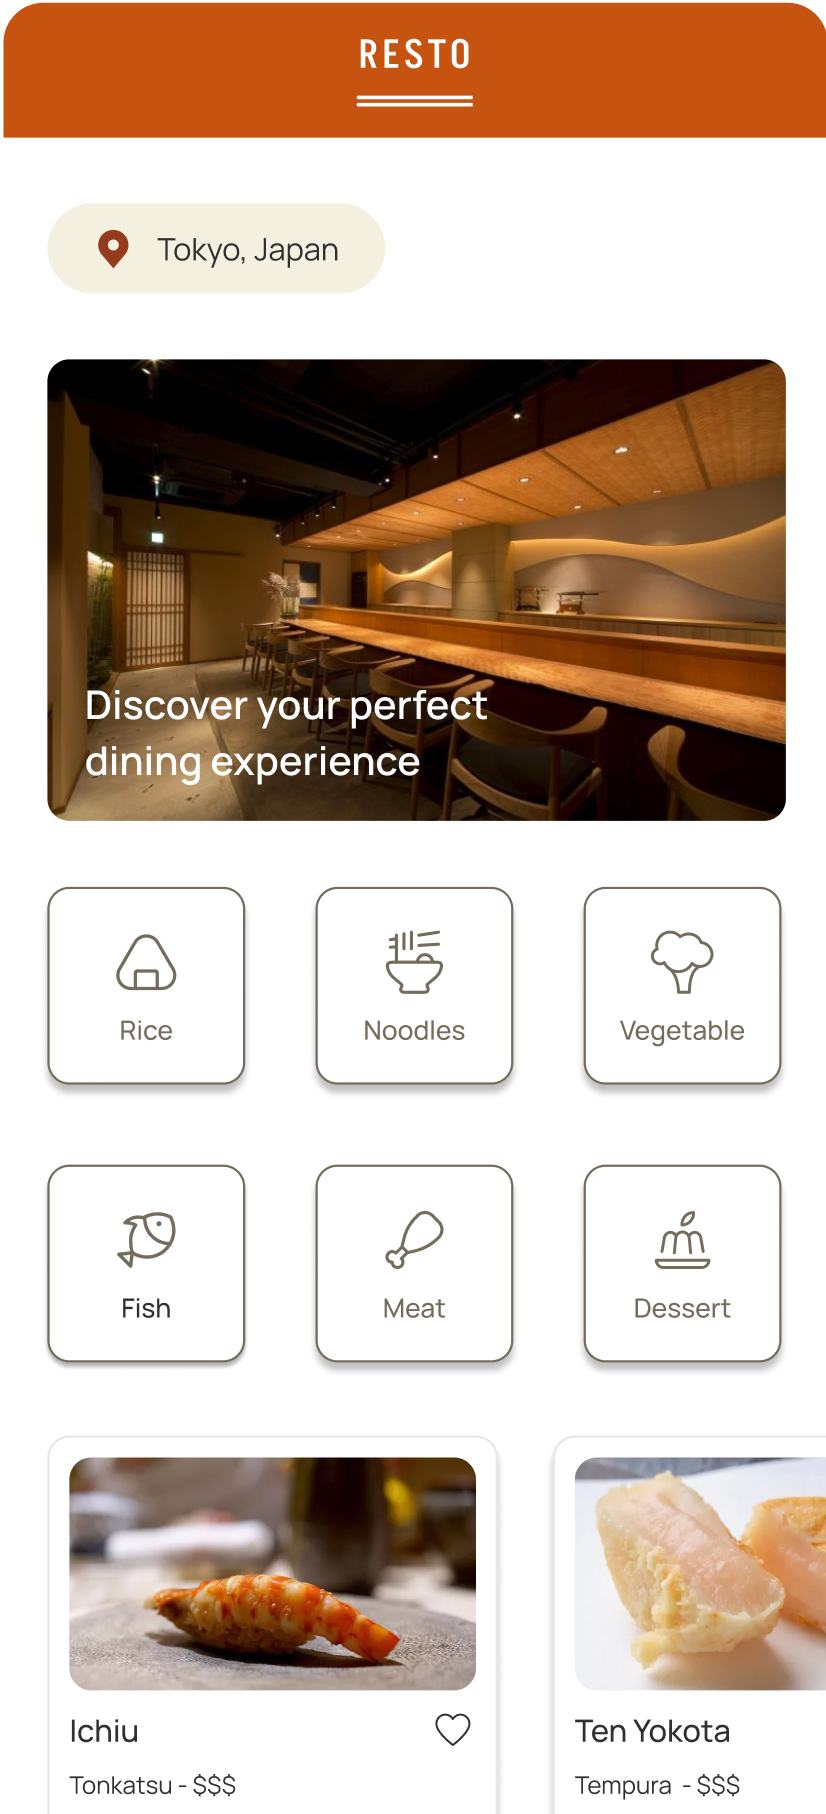 RESTO
Tokyo, Japan
Discover your perfect
dining experience
Rice
Noodles
Vegetable
Fish
Meat
Dessert
Ichiu
Tonkatsu - $$$
Ten Yokota
Tempura - $$$